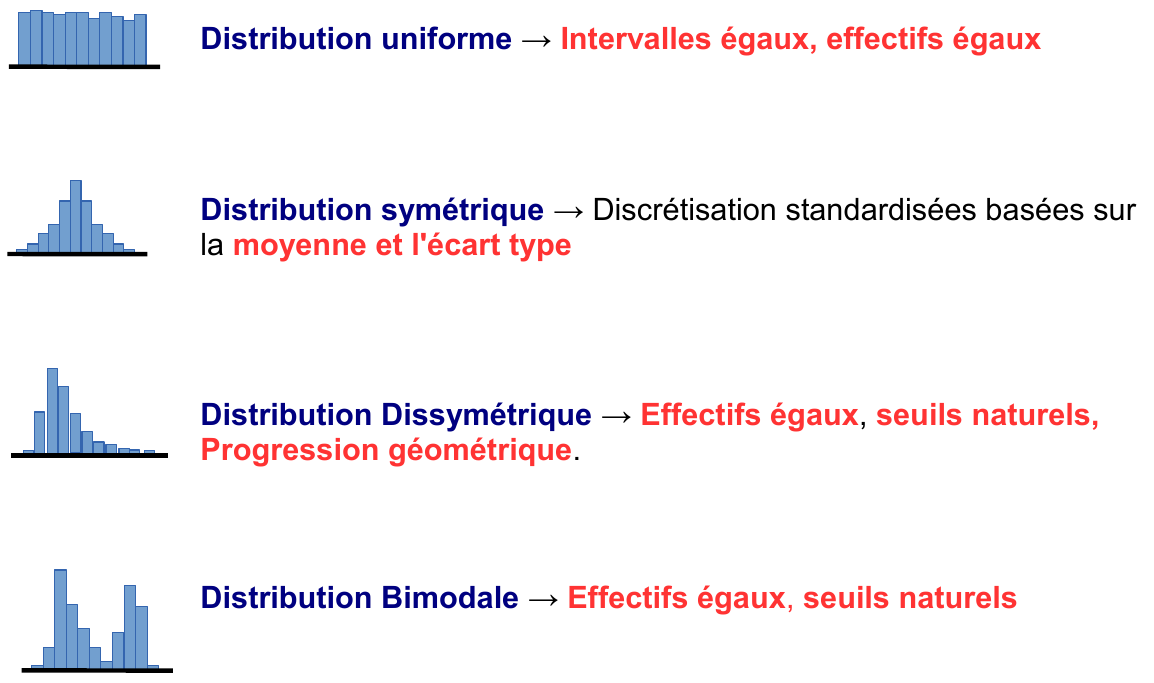 Distribution uniforme → Intervalles égaux, effectifs égaux
Distribution symétrique → Discrétisation standardisées basées sur
la moyenne et l'écart type
Distribution Dissymétrique → Effectifs égaux, seuils naturels,
Progression géométrique.
Distribution Bimodale → Effectifs égaux, seuils naturels